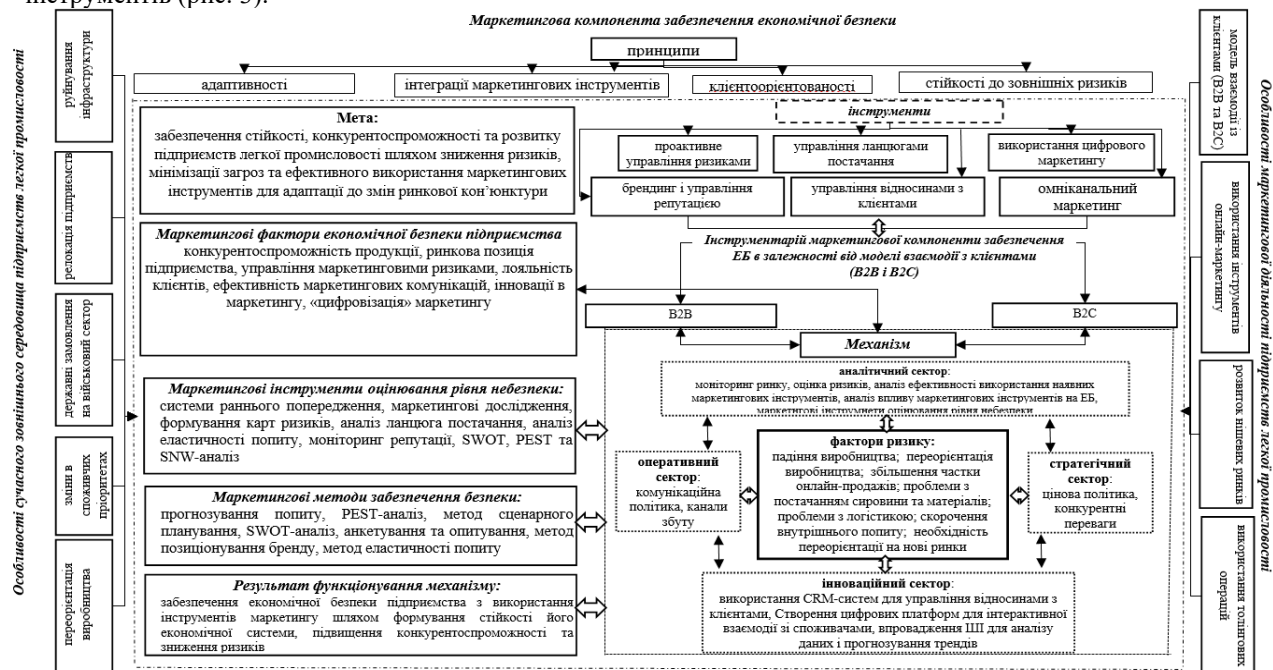 інструментів (рис. 3).
Маркетингова компонента забезпечення економічної безпеки
принципи
адаптивності
інтеграції маркетингових інструментів
клієнтоорієнтованості
стійкості до зовнішніх ризиків
Особливості сучасного зовнішнього середовища підприємств легкої промисловості
руйнування
інфраструктури
релокація підприємств
державні замовлення
на військовий сектор
зміни в
споживчих
пріоритетах
переорієнтація
виробництва
Мета:
забезпечення стійкості, конкурентоспроможності та розвитку
підприємств легкої промисловості шляхом зниження ризиків,
мінімізації загроз та ефективного використання маркетингових
інструментів для адаптації до змін ринкової кон’юнктури
Маркетингові фактори економічної безпеки підприємства
конкурентоспроможність продукції, ринкова позиція
підприємства, управління маркетинговими ризиками, лояльність
клієнтів, ефективність маркетингових комунікацій, інновації в
маркетингу, «цифровізація» маркетингу
Маркетингові інструменти оцінювання рівня небезпеки:
системи раннього попередження, маркетингові дослідження,
формування карт ризиків, аналіз ланцюга постачання, аналіз
еластичності попиту, моніторинг репутації, SWOT, PEST та
SNW-аналіз
Маркетингові методи забезпечення безпеки:
прогнозування попиту, PEST-аналіз, метод сценарного
планування, SWOT-аналіз, анкетування та опитування, метод
позиціонування бренду, метод еластичності попиту
Результат функціонування механізму:
забезпечення економічної безпеки підприємства з використання
інструментів маркетингу шляхом формування стійкості його
економічної системи, підвищення конкурентоспроможності та
зниження ризиків
інструменти
проактивне
управління ризиками
управління ланцюгами
постачання
використання цифрового
маркетингу
брендинг і управління
репутацією
управління відносинами з
клієнтами
омніканальний
маркетинг
Інструментарій маркетингової компоненти забезпечення
ЕБ в залежності від моделі взаємодії з клієнтами
(B2B і B2C)
B2B
B2C
Механізм
аналітичний сектор:
моніторинг ринку, оцінка ризиків, аналіз ефективності використання наявних
маркетингових інструментів, аналіз впливу маркетингових інструментів на ЕБ,
маркетингові інструменти оцінювання рівня небезпеки
оперативний
сектор:
комунікаційна
політика, канали
збуту
фактори ризику:
падіння виробництва; переорієнтація
виробництва; збільшення частки
онлайн-продажів; проблеми з
постачанням сировини та матеріалів;
проблеми з логістикою; скорочення
внутрішнього попиту; необхідність
переорієнтації на нові ринки
стратегічний
сектор:
цінова політика,
конкурентні
переваги
інноваційний сектор:
використання CRM-систем для управління відносинами з
клієнтами, Створення цифрових платформ для інтерактивної
взаємодії зі споживачами, впровадження ШІ для аналізу
даних і прогнозування трендів
модель взаємодії із
клієнтами (B2B та B2C)
використання інструментів
онлайн-маркетингу
розвиток нішевих ринків
використання толінгових
операцій
Особливості маркетингової діяльності підприємств легкої промисловості